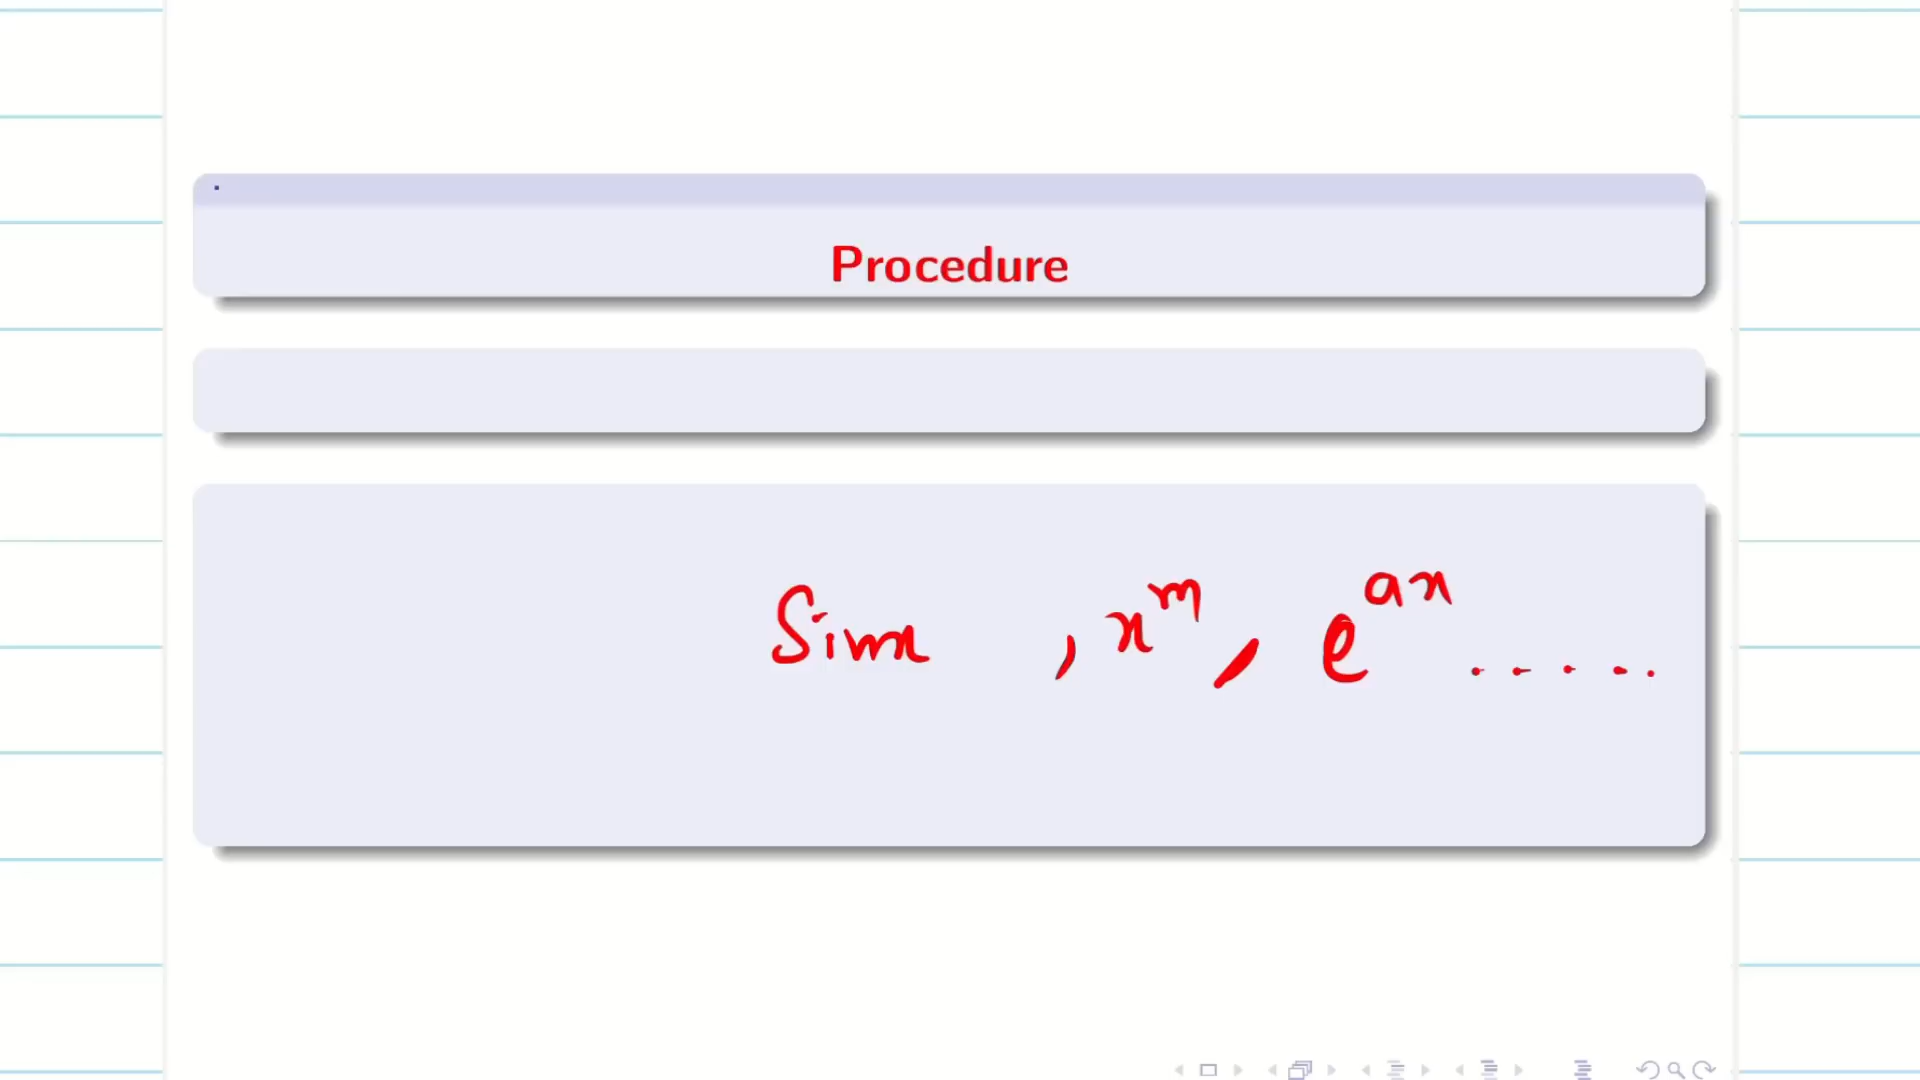 Procedure
Sinx , x^m, e^ax .....